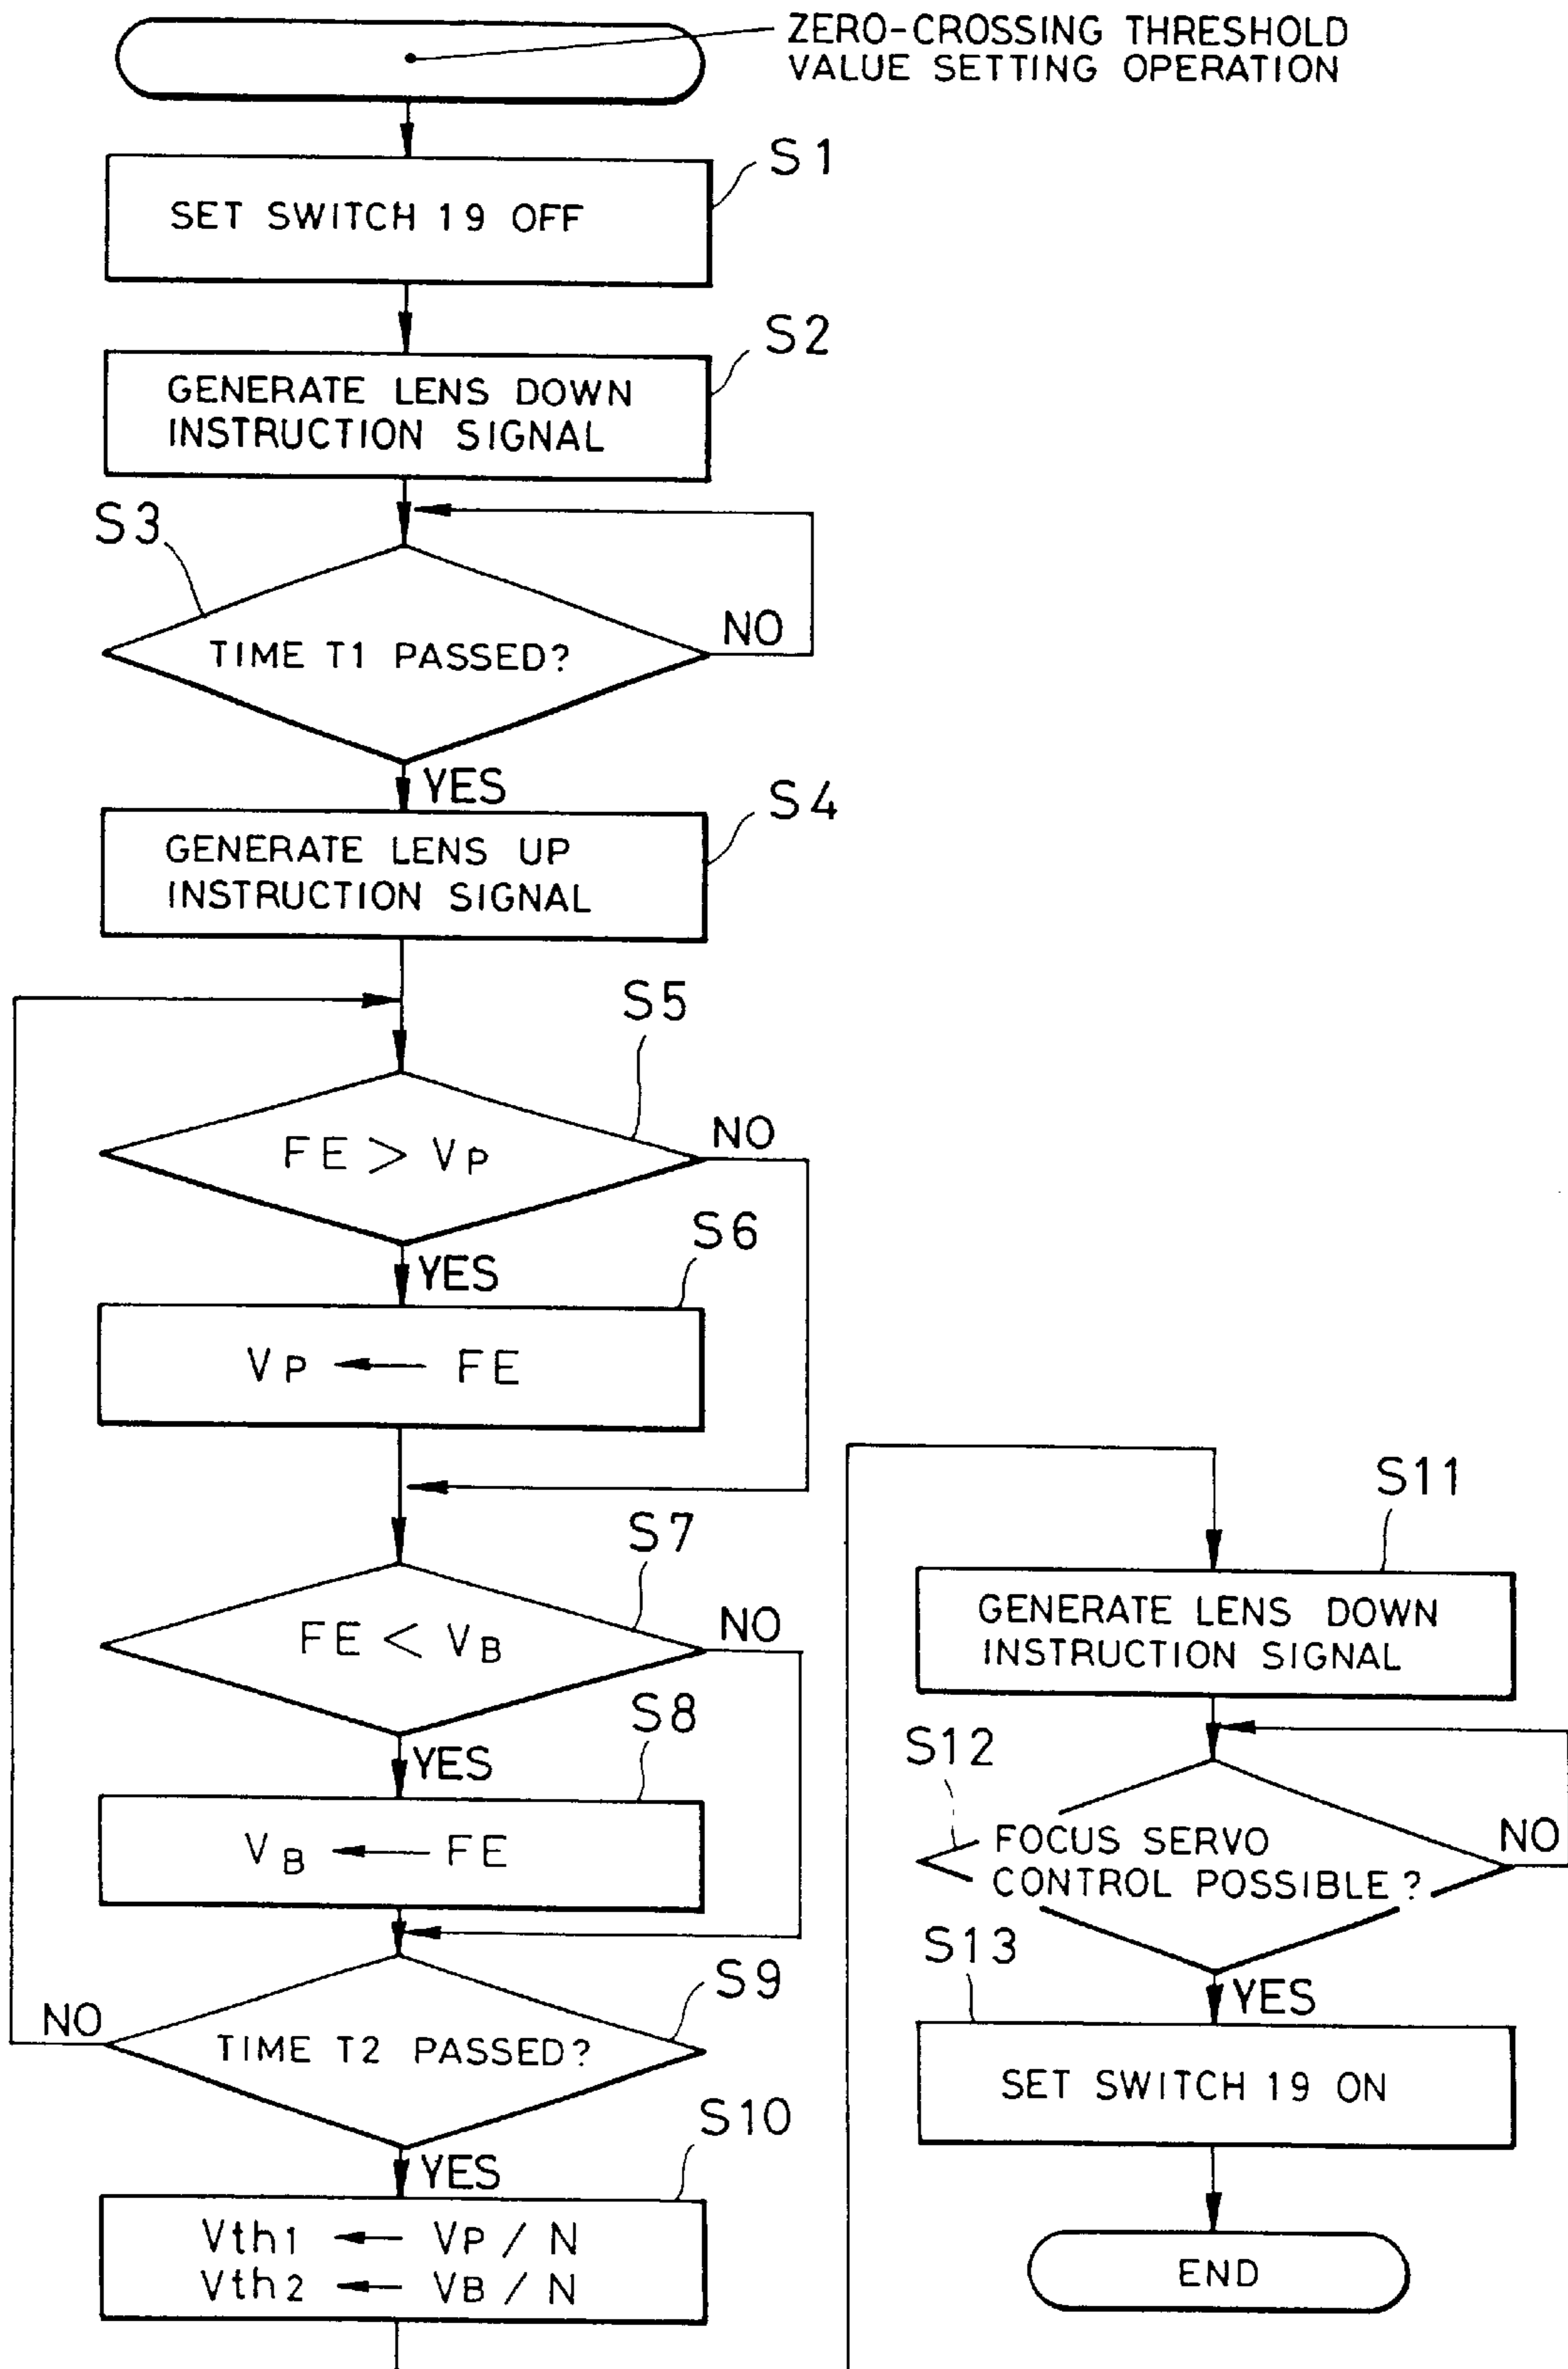 ZERO-CROSSING THRESHOLD
VALUE SETTING OPERATION
S1
SET SWITCH 19 OFF
S2
GENERATE LENS DOWN
INSTRUCTION SIGNAL
S3
TIME T1 PASSED?
NO
YES
S4
GENERATE LENS UP
INSTRUCTION SIGNAL
S5
FE > VP
NO
YES
S6
VP ← FE
S7
FE < VB
NO
YES
S8
VB ← FE
S9
TIME T2 PASSED?
NO
YES
S10
Vth1 ← VP / N
Vth2 ← VB / N
S11
GENERATE LENS DOWN
INSTRUCTION SIGNAL
S12
FOCUS SERVO
CONTROL POSSIBLE?
NO
YES
S13
SET SWITCH 19 ON
END